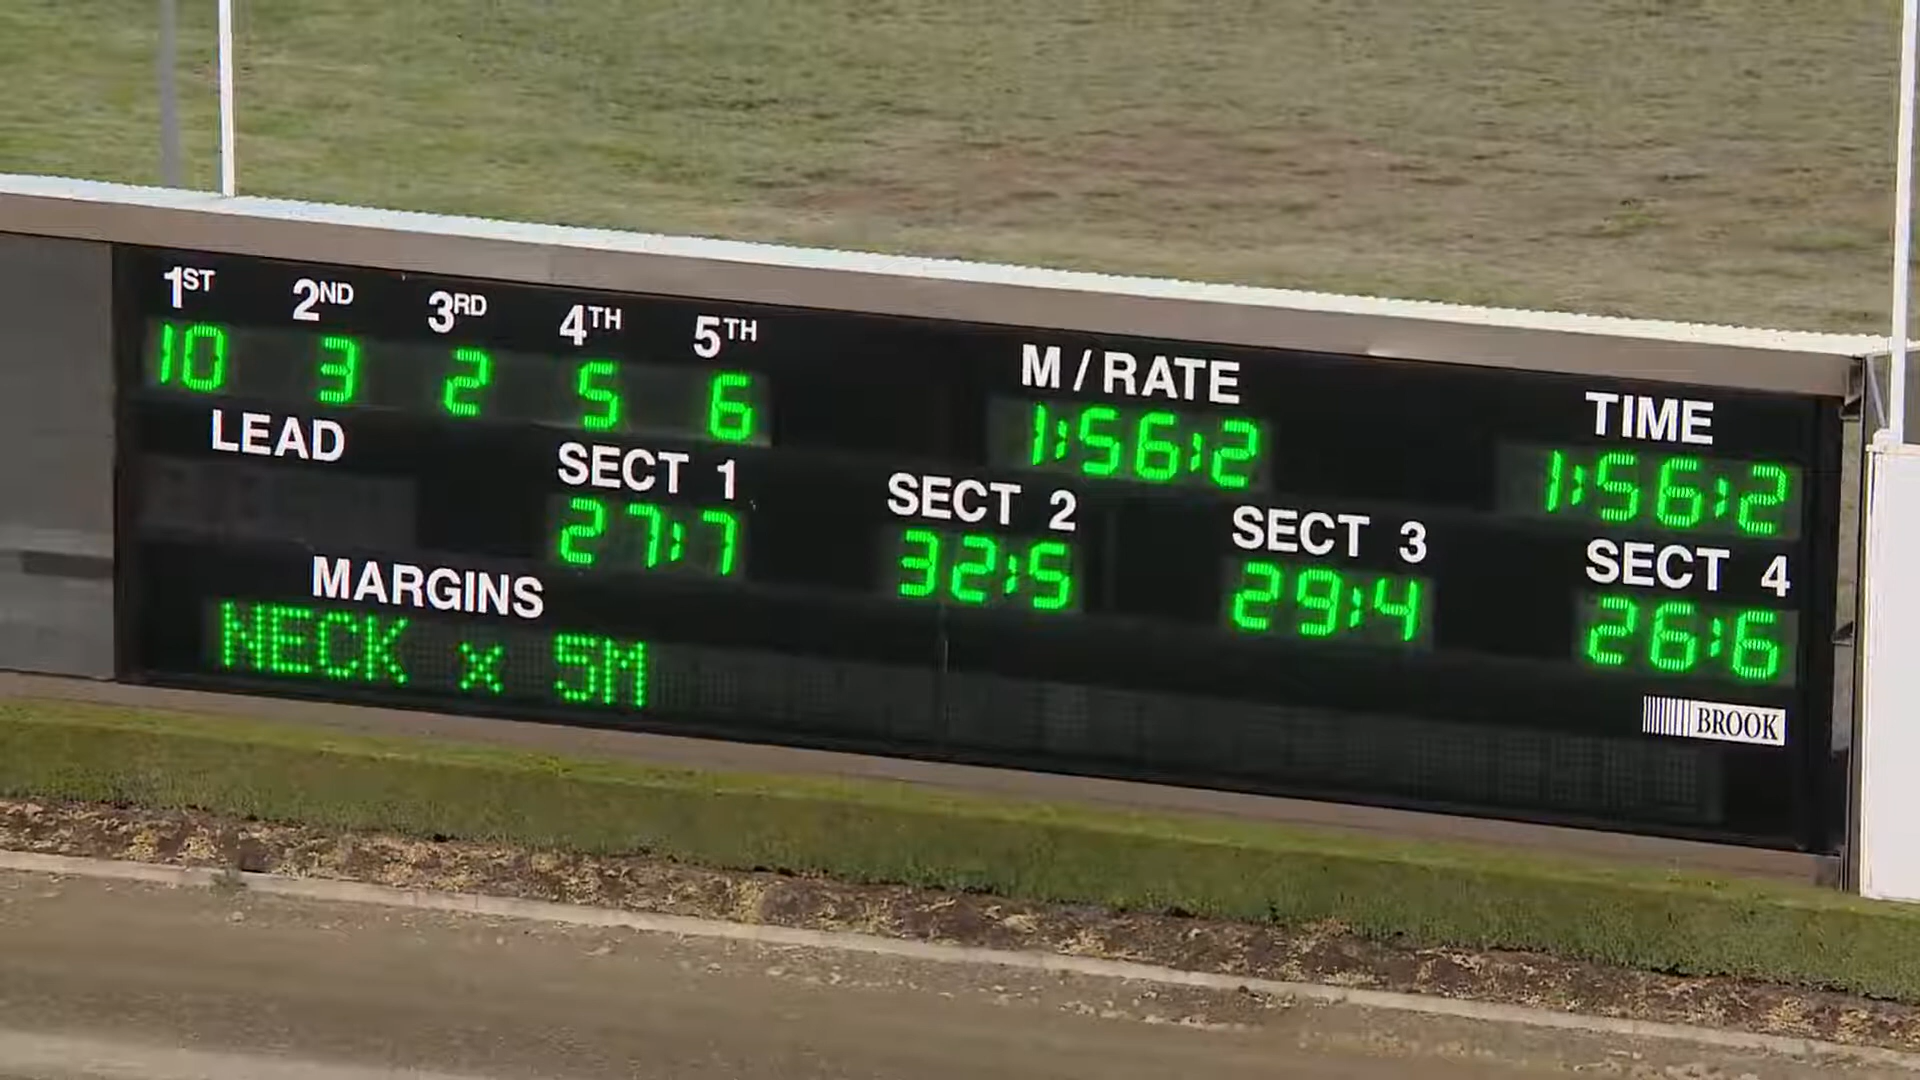 1ST 2ND 3RD 4TH 5TH
10 3 2 5 6
M/RATE
1:56:2
TIME
1:56:2
LEAD
SECT 1
27:7
SECT 2
32:5
SECT 3
29:4
SECT 4
26:6
MARGINS
NECK x 5M
BROOK